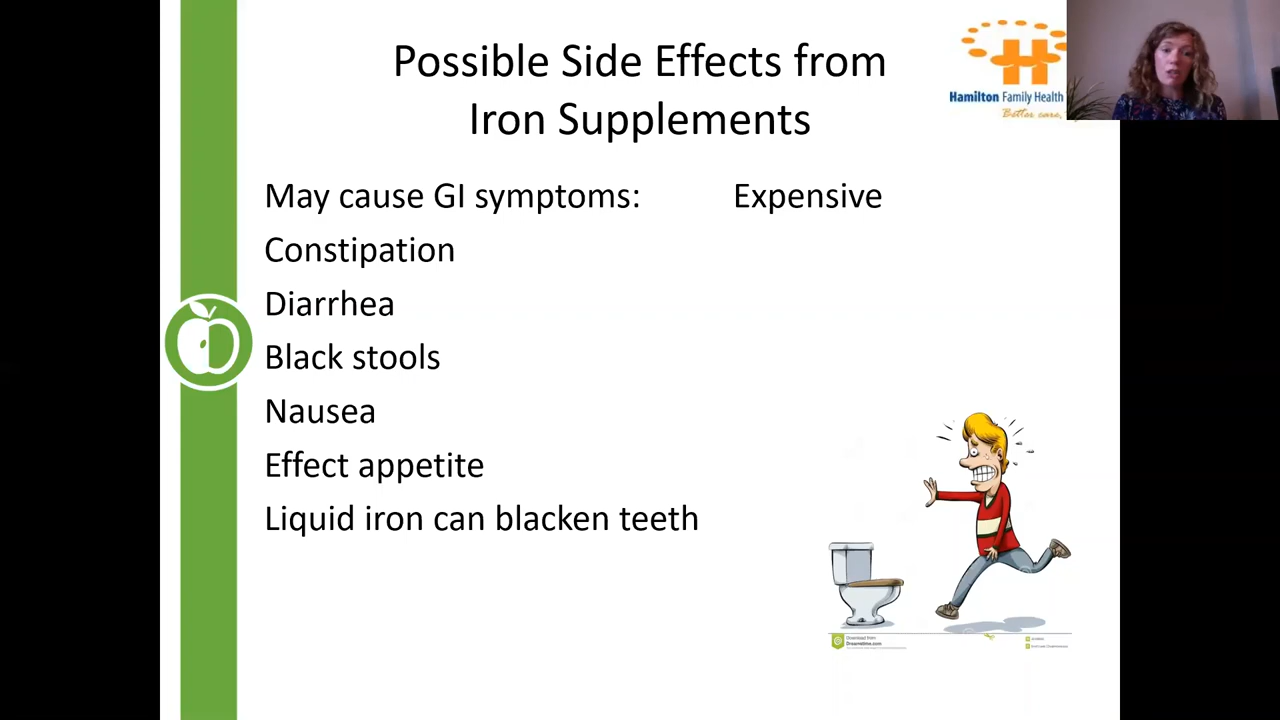 Possible Side Effects from
Iron Supplements
Hamilton Family Health
Better care,
May cause GI symptoms:
Expensive
Constipation
Diarrhea
Black stools
Nausea
Effect appetite
Liquid iron can blacken teeth
Download from
Dreamstime.com